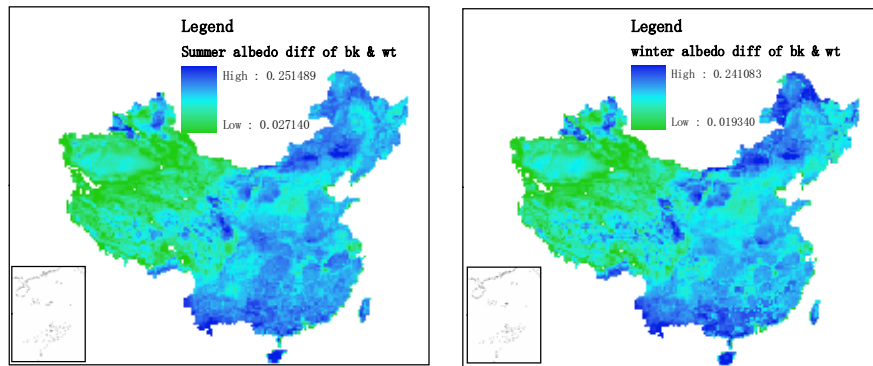 Legend
Summer albedo diff of bk & wt
High : 0.251489
Low : 0.027140
Legend
winter albedo diff of bk & wt
High : 0.241083
Low : 0.019340